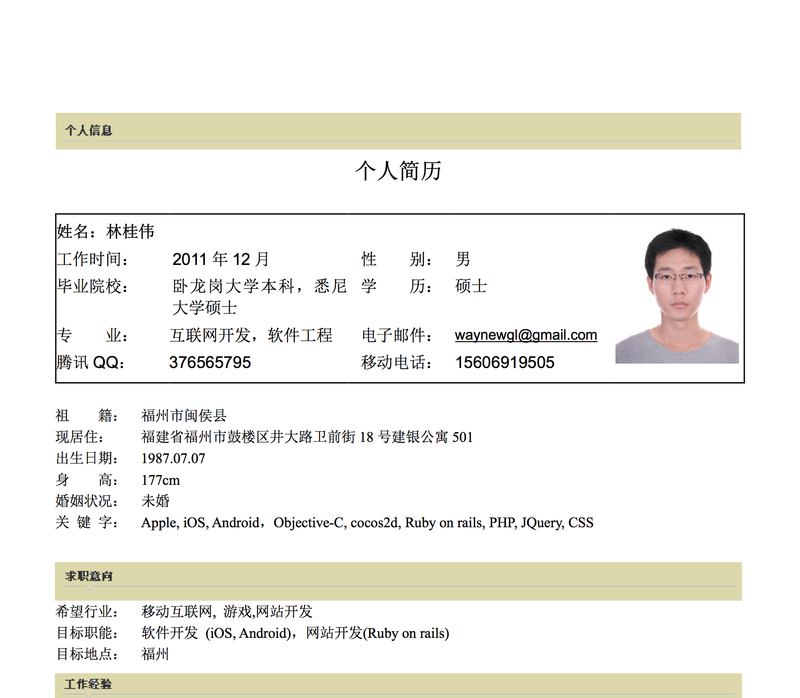 个人信息
个人简历
姓名：林桂伟
工作时间： 2011 年 12 月 性 别： 男
毕业院校： 卧龙岗大学本科，悉尼 学 历： 硕士
大学硕士
专 业： 互联网开发，软件工程 电子邮件： waynewgl@gmail.com
腾讯 QQ： 376565795 移动电话： 15606919505
祖 籍： 福州市闽侯县
现居住： 福建省福州市鼓楼区井大路卫前街 18 号建银公寓 501
出生日期： 1987.07.07
身 高： 177cm
婚姻状况： 未婚
关 键 字： Apple, iOS, Android，Objective-C, cocos2d, Ruby on rails, PHP, JQuery, CSS
求职意向
希望行业： 移动互联网, 游戏,网站开发
目标职能： 软件开发 (iOS, Android)，网站开发(Ruby on rails)
目标地点： 福州
工作经验